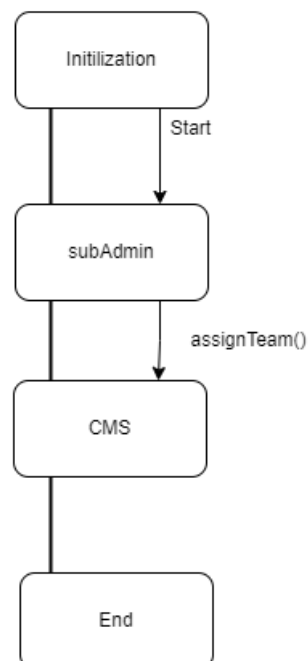 Initilization
Start
subAdmin
assignTeam()
CMS
End